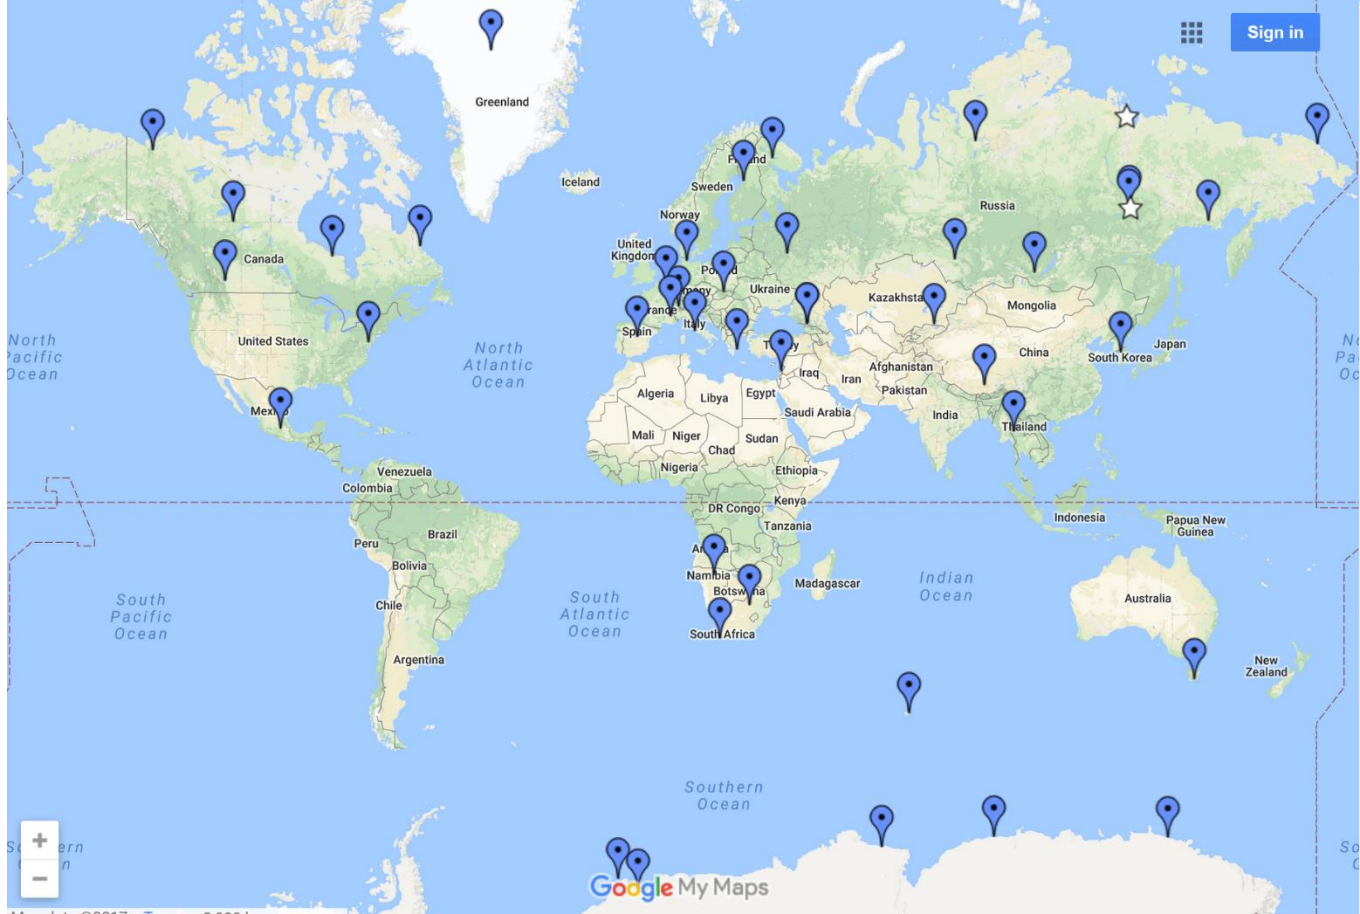 Sign in
Greenland
Iceland
Sweden
Russia
Norway
United
Kingdom
Canada
Ukraine
Kazakhsta
Mongolia
Italy
Spain
United States
North
Pacific
Ocean
North
Atlantic
Ocean
China
Japan
South Korea
Afghanistan
Iraq
Iran
Pakistan
Algeria
Libya
Egypt
Saudi Arabia
India
Thailand
Mali
Niger
Chad
Sudan
Nigeria
Ethiopia
Venezuela
Colombia
Kenya
DR Congo
Tanzania
Indonesia
Papua New
Guinea
Brazil
Peru
Bolivia
Namibia
Botswana
Madagascar
Indian
Ocean
Australia
South
Pacific
Ocean
South
Atlantic
Ocean
Chile
South Africa
Argentina
New
Zealand
Southern
Ocean
+
−
Google My Maps